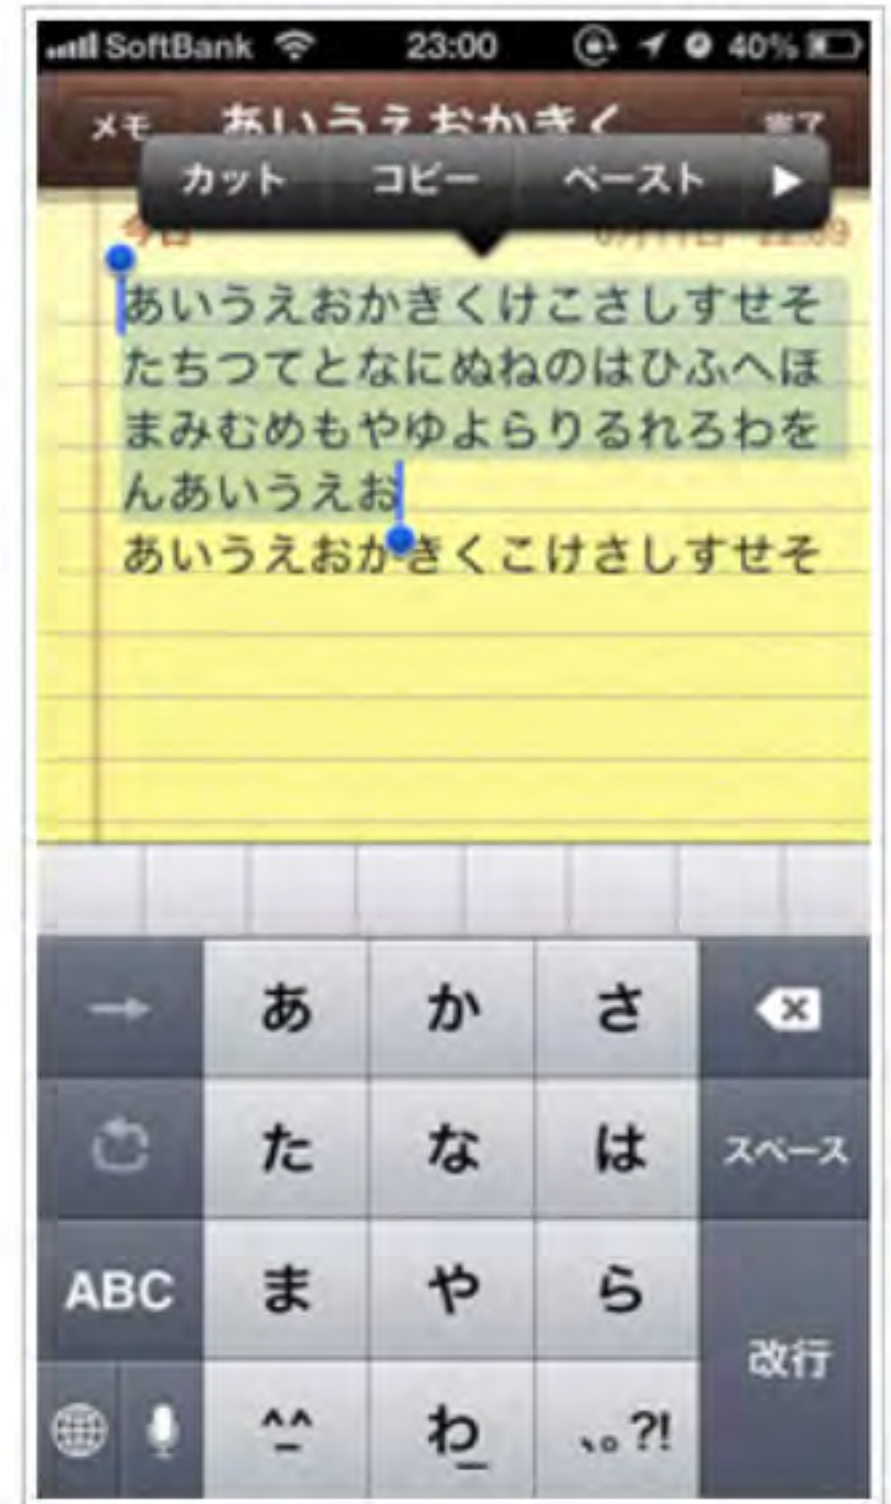 SoftBank 23:00 40%
メモ あいうえおかきく 完了
カット コピー ペースト ▶
今日
あいうえおかきくけこさしすせそ
たちつてとなにぬねのはひふへほ
まみむめもやゆよらりるれろわを
んあいうえお
あいうえおかきくこけさしすせそ
→ あ か さ
た な は スペース
ABC ま や ら 改行
^_^ わ_ 、。?!